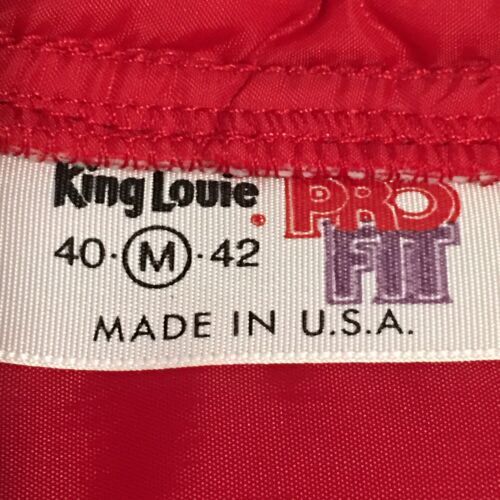 King Louie PRO
FIT
40·M·42
MADE IN U.S.A.